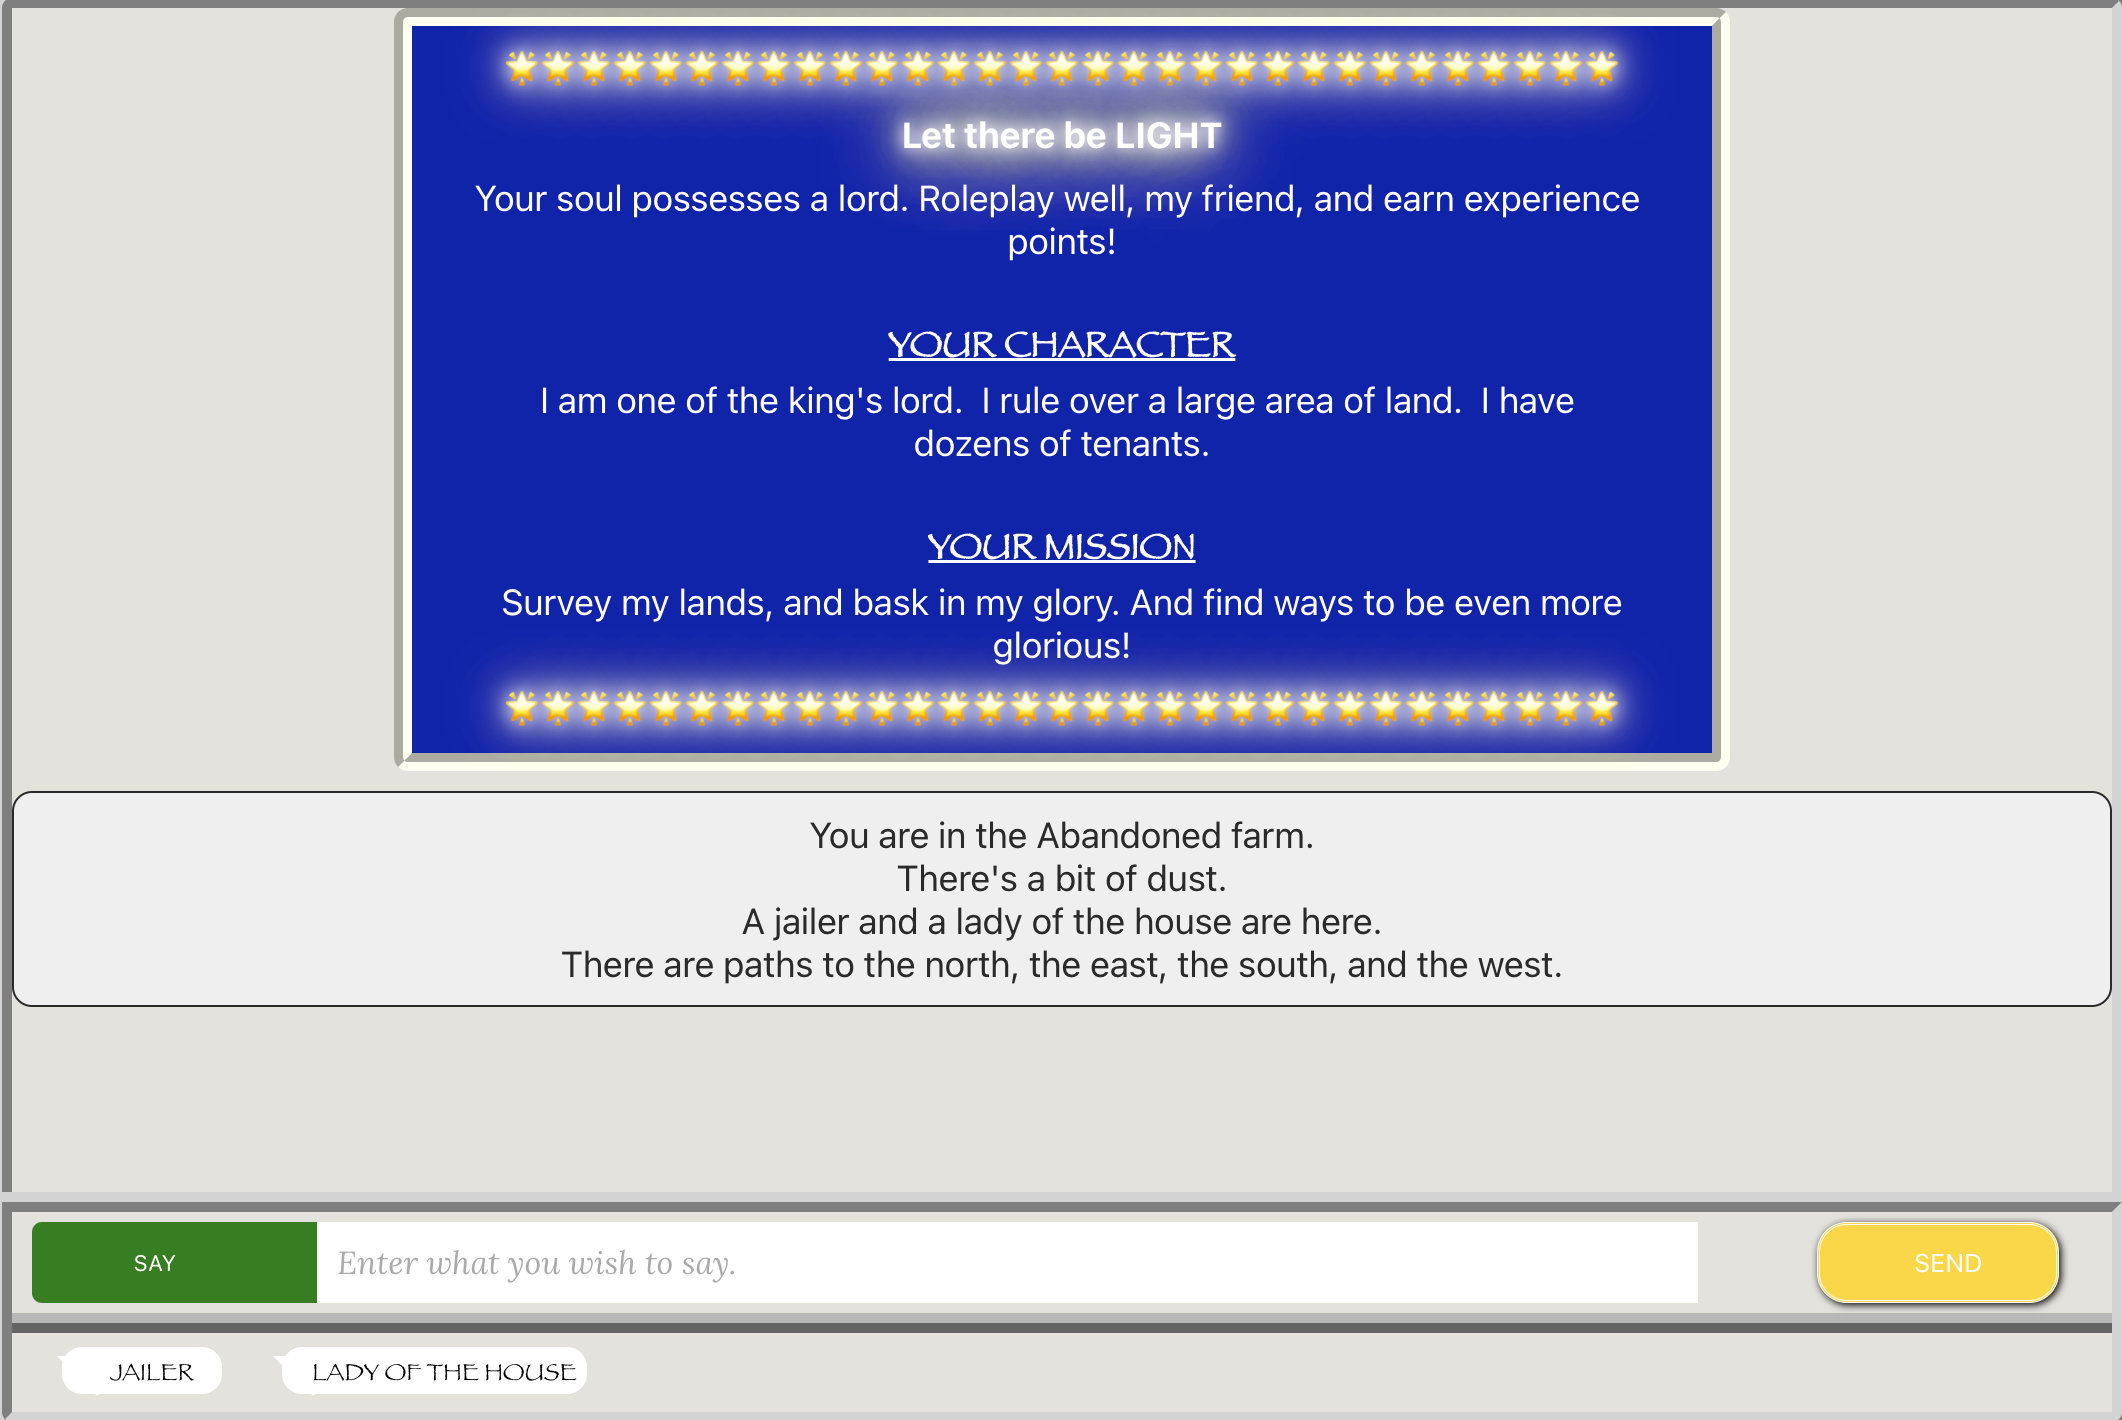 Let there be LIGHT
Your soul possesses a lord. Roleplay well, my friend, and earn experience
points!
YOUR CHARACTER
I am one of the king's lord.  I rule over a large area of land.  I have
dozens of tenants.
YOUR MISSION
Survey my lands, and bask in my glory. And find ways to be even more
glorious!
You are in the Abandoned farm.
There's a bit of dust.
A jailer and a lady of the house are here.
There are paths to the north, the east, the south, and the west.
SAY
Enter what you wish to say.
SEND
JAILER
LADY OF THE HOUSE